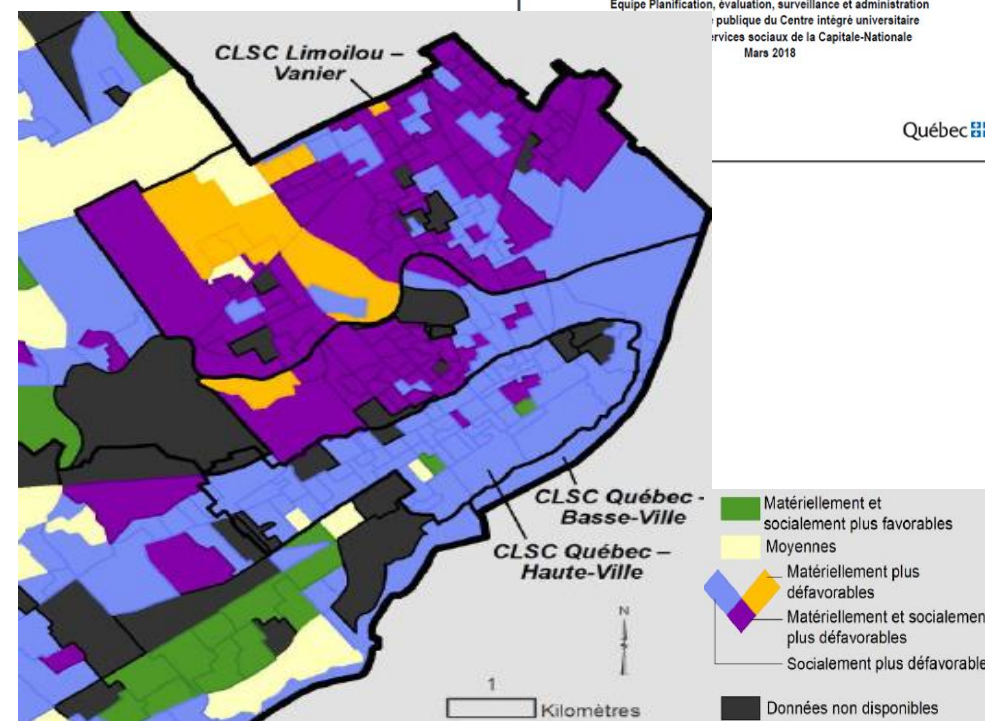 Equipe Planification, évaluation, surveillance et administration
e publique du Centre intégré universitaire
ervices sociaux de la Capitale-Nationale
Mars 2018
Québec
CLSC Limoilou –
Vanier
CLSC Québec -
Basse-Ville
CLSC Québec –
Haute-Ville
N
1
Kilomètres
Matériellement et
socialement plus favorables
Moyennes
Matériellement plus
défavorables
Matériellement et socialemen
plus défavorables
Socialement plus défavorable
Données non disponibles